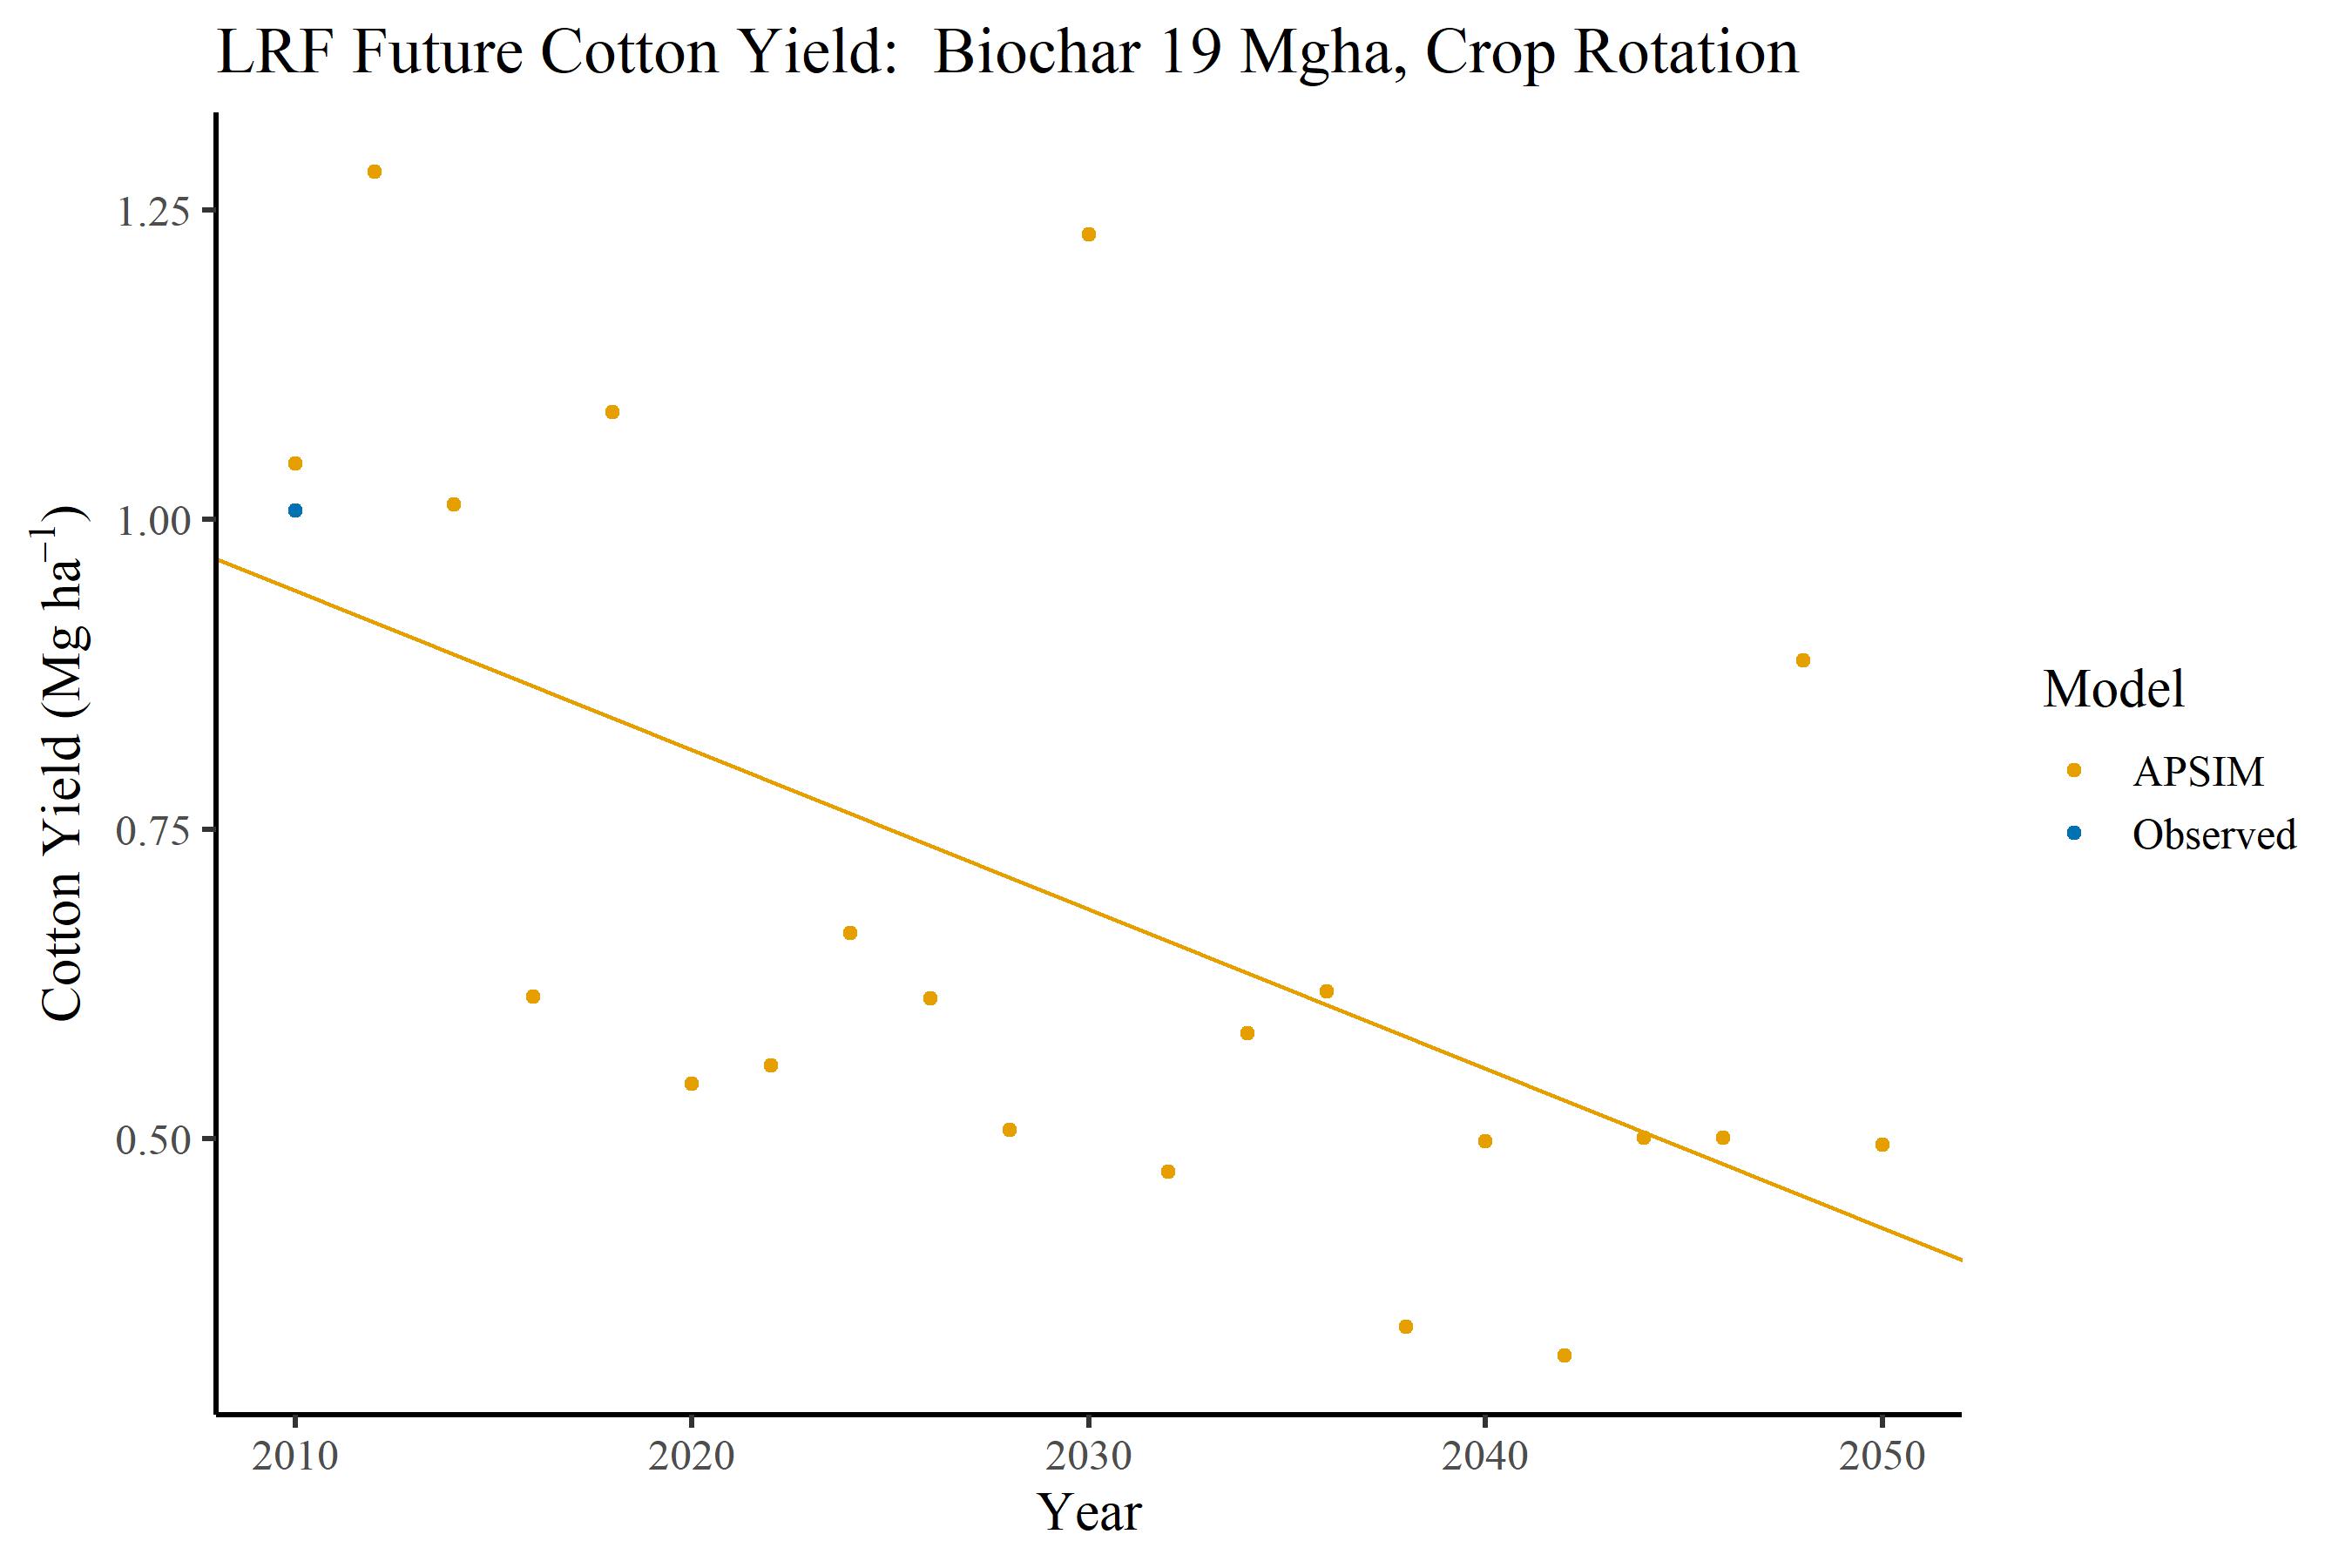 LRF Future Cotton Yield:  Biochar 19 Mgha, Crop Rotation
Cotton Yield (Mg ha⁻¹)
1.25
1.00
0.75
0.50
2010 2020 2030 2040 2050
Year
Model
APSIM
Observed